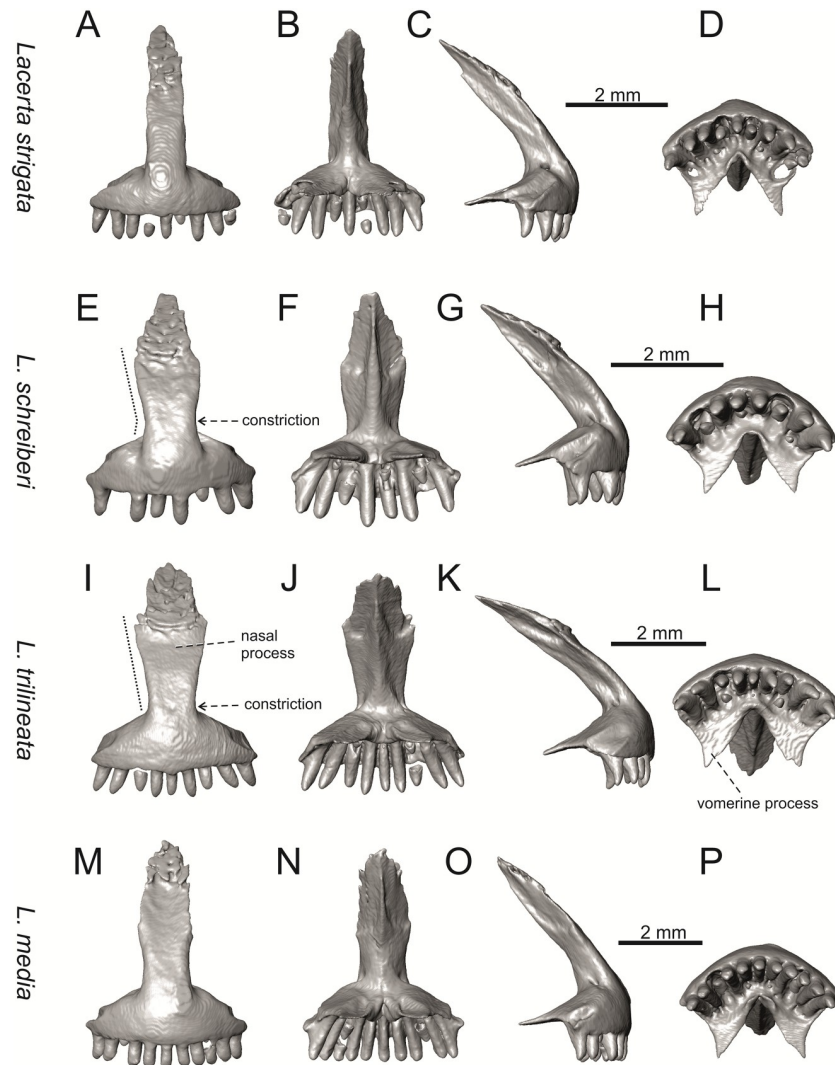 A
B
C
D
Lacerta strigata
2 mm
E
F
G
H
L. schreiberi
2 mm
constriction
I
J
K
L
L. trilineata
nasal
process
2 mm
constriction
vomerine process
M
N
O
P
L. media
2 mm